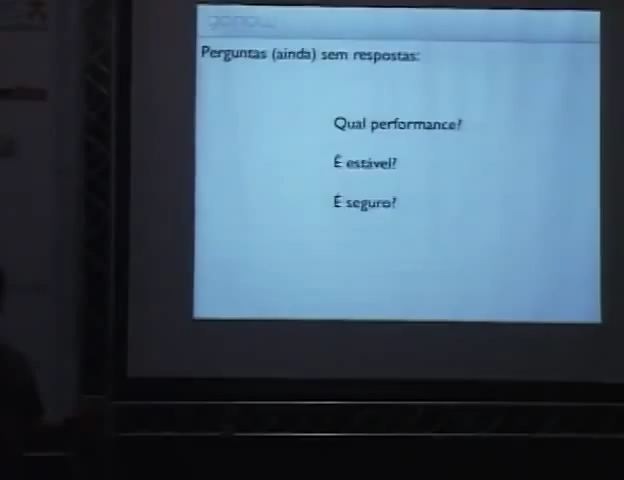 Perguntas (ainda) sem respostas:
Qual performance?
É estável?
É seguro?